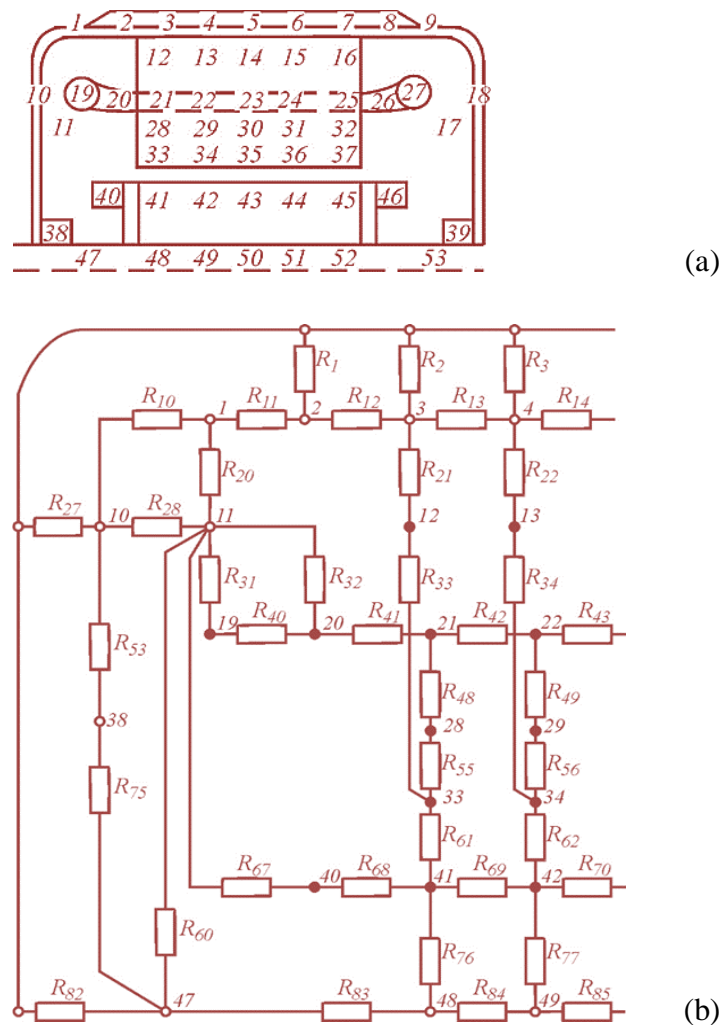 1 2 3 4 5 6 7 8 9
12 13 14 15 16
10 19 20 21 22 23 24 25 26 27 18
11 28 29 30 31 32 17
33 34 35 36 37
40 41 42 43 44 45 46
38 39
47 48 49 50 51 52 53
(a)
R1 R2 R3
R10 R11 R12 R13 R14
1 2 3 4
R20 R21 R22
R27 R28 12 13
10 11
R31 R32 R33 R34
19 R40 20 R41 21 R42 22 R43
R53
R48 R49
38 28 29
R55 R56
R75 33 34
R61 R62
R67 40 R68 41 R69 42 R70
R60
R76 R77
R82 47 R83 48 R84 49 R85
(b)